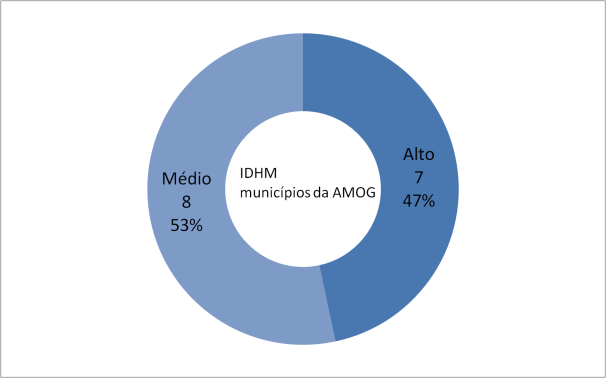 IDHM
municípios da AMOG
Alto
7
47%
Médio
8
53%